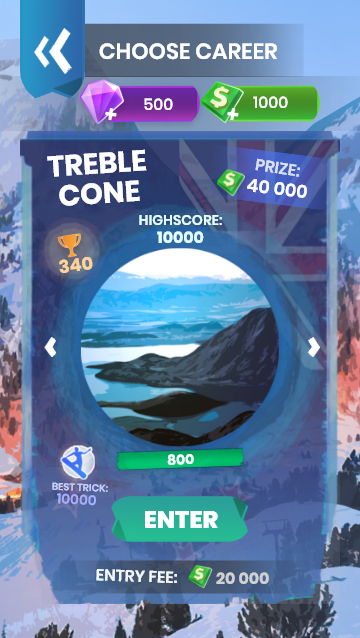 CHOOSE CAREER
500
1000
TREBLE
CONE
PRIZE:
40 000
HIGHSCORE:
10000
340
800
BEST TRICK:
10000
ENTER
ENTRY FEE: 20 000